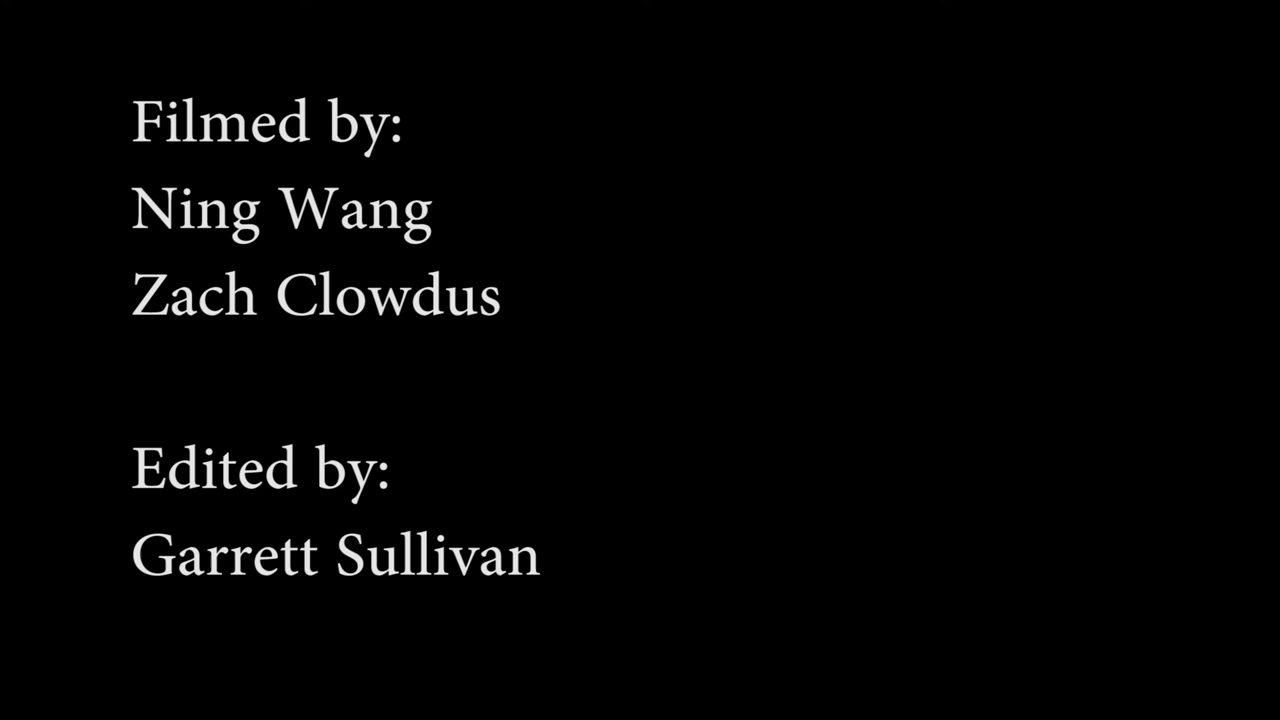 Filmed by:
Ning Wang
Zach Clowdus
Edited by:
Garrett Sullivan